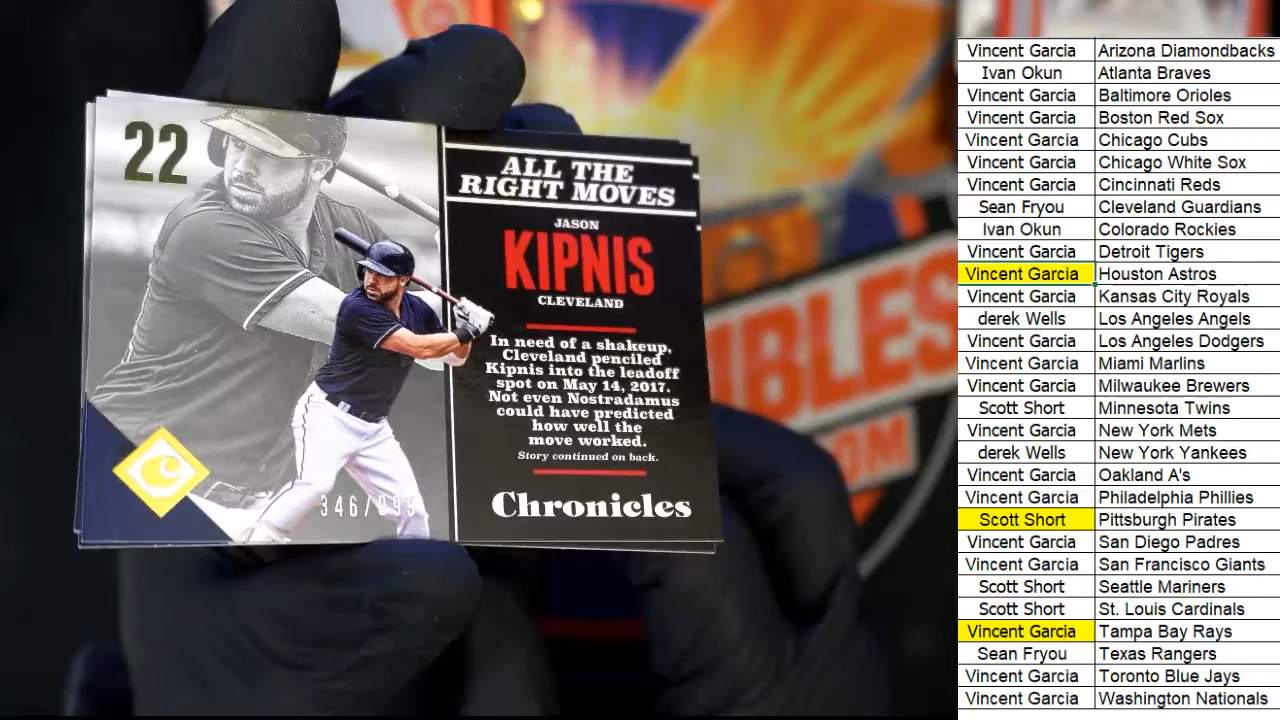 22
ALL THE
RIGHT MOVES
JASON
KIPNIS
CLEVELAND
In need of a shakeup,
Cleveland penciled
Kipnis into the leadoff
spot on May 14, 2017.
Not even Nostradamus
could have predicted
how well the
move worked.
Story continued on back.
Chronicles
C
IBLES
OM
Vincent Garcia Arizona Diamondbacks
Ivan Okun Atlanta Braves
Vincent Garcia Baltimore Orioles
Vincent Garcia Boston Red Sox
Vincent Garcia Chicago Cubs
Vincent Garcia Chicago White Sox
Vincent Garcia Cincinnati Reds
Sean Fryou Cleveland Guardians
Ivan Okun Colorado Rockies
Vincent Garcia Detroit Tigers
Vincent Garcia Houston Astros
Vincent Garcia Kansas City Royals
derek Wells Los Angeles Angels
Vincent Garcia Los Angeles Dodgers
Vincent Garcia Miami Marlins
Vincent Garcia Milwaukee Brewers
Scott Short Minnesota Twins
Vincent Garcia New York Mets
derek Wells New York Yankees
Vincent Garcia Oakland A's
Vincent Garcia Philadelphia Phillies
Scott Short Pittsburgh Pirates
Vincent Garcia San Diego Padres
Vincent Garcia San Francisco Giants
Scott Short Seattle Mariners
Scott Short St. Louis Cardinals
Vincent Garcia Tampa Bay Rays
Sean Fryou Texas Rangers
Vincent Garcia Toronto Blue Jays
Vincent Garcia Washington Nationals